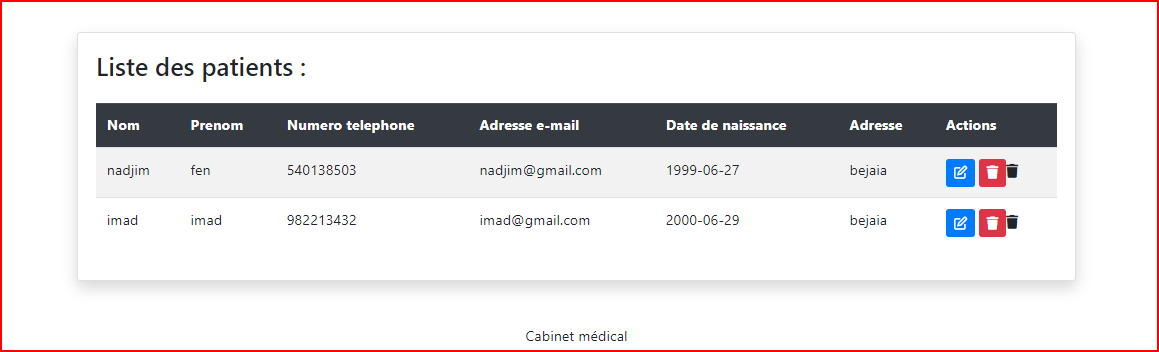 Liste des patients :
Nom Prenom Numero telephone Adresse e-mail Date de naissance Adresse Actions
nadjim fen 540138503 nadjim@gmail.com 1999-06-27 bejaia
imad imad 982213432 imad@gmail.com 2000-06-29 bejaia
Cabinet médical